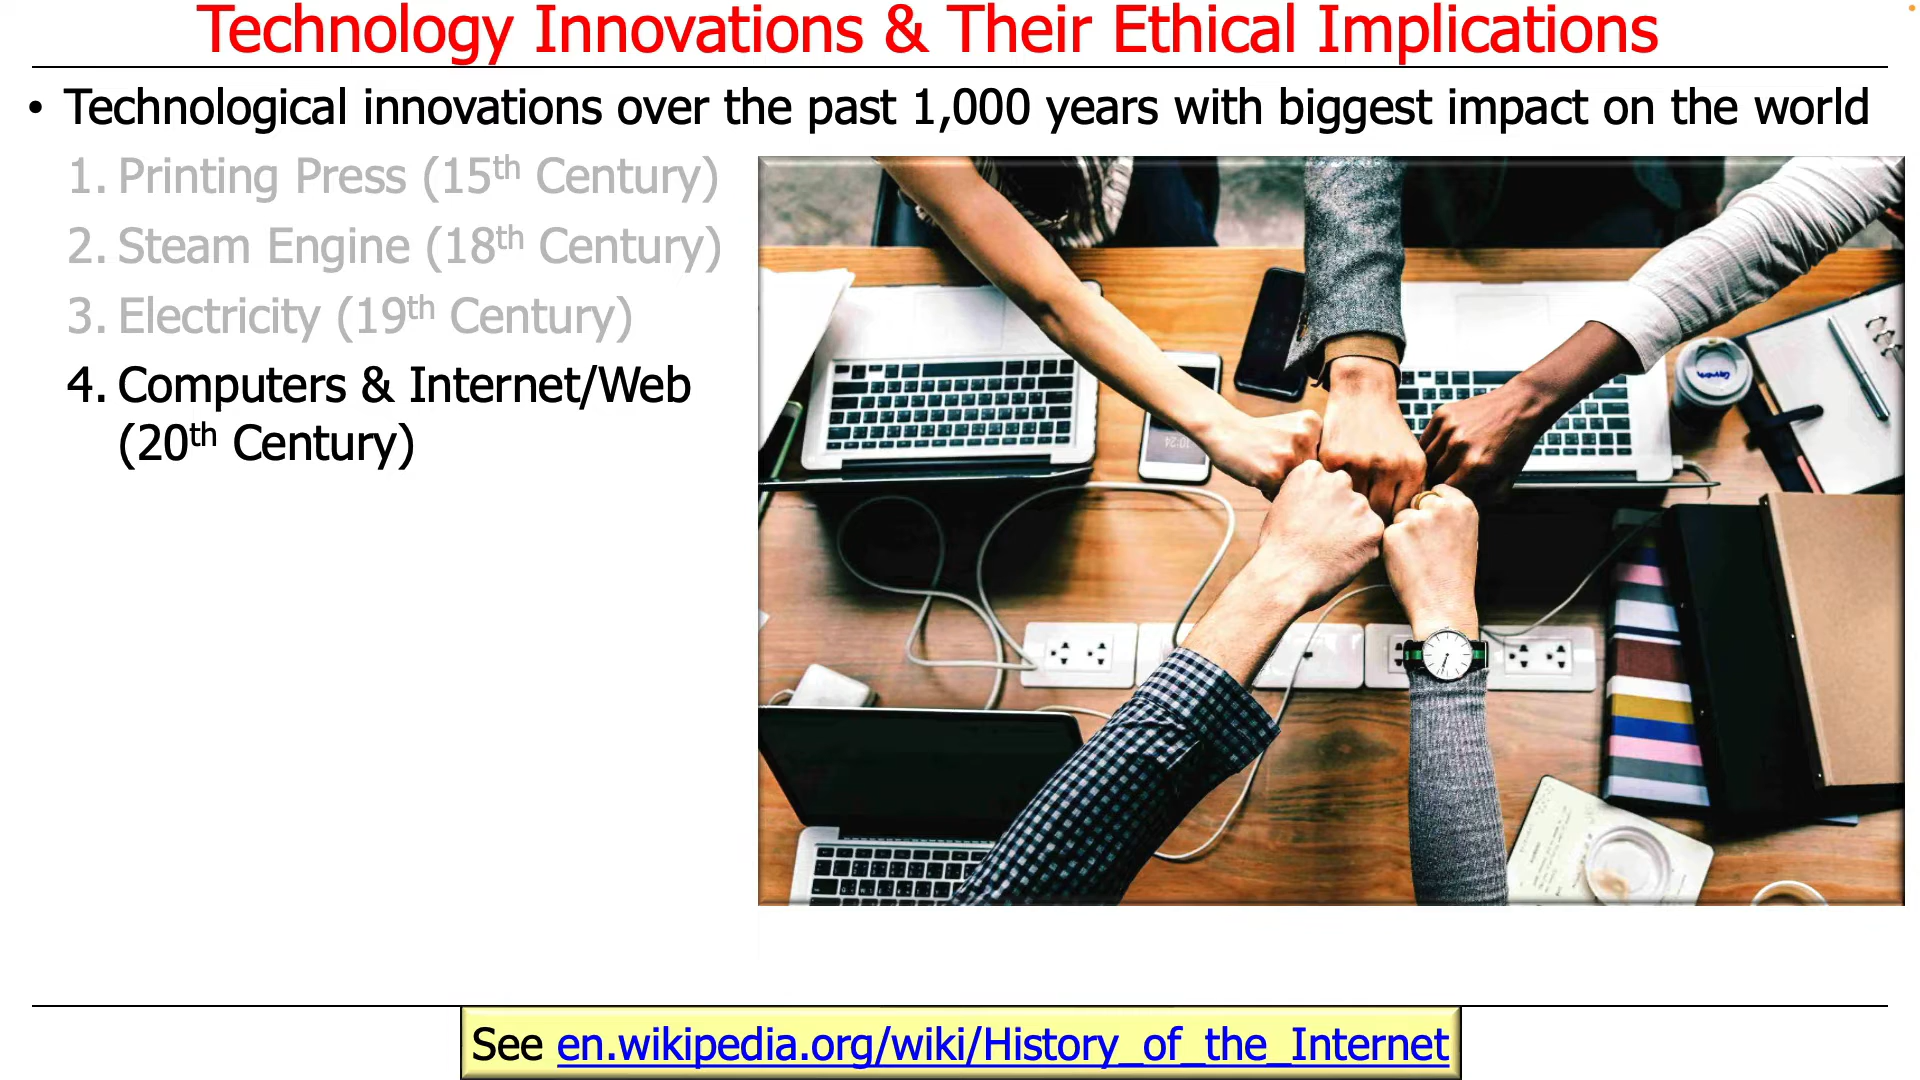 Technology Innovations & Their Ethical Implications
• Technological innovations over the past 1,000 years with biggest impact on the world
1. Printing Press (15th Century)
2. Steam Engine (18th Century)
3. Electricity (19th Century)
4. Computers & Internet/Web
(20th Century)
See en.wikipedia.org/wiki/History_of_the_Internet